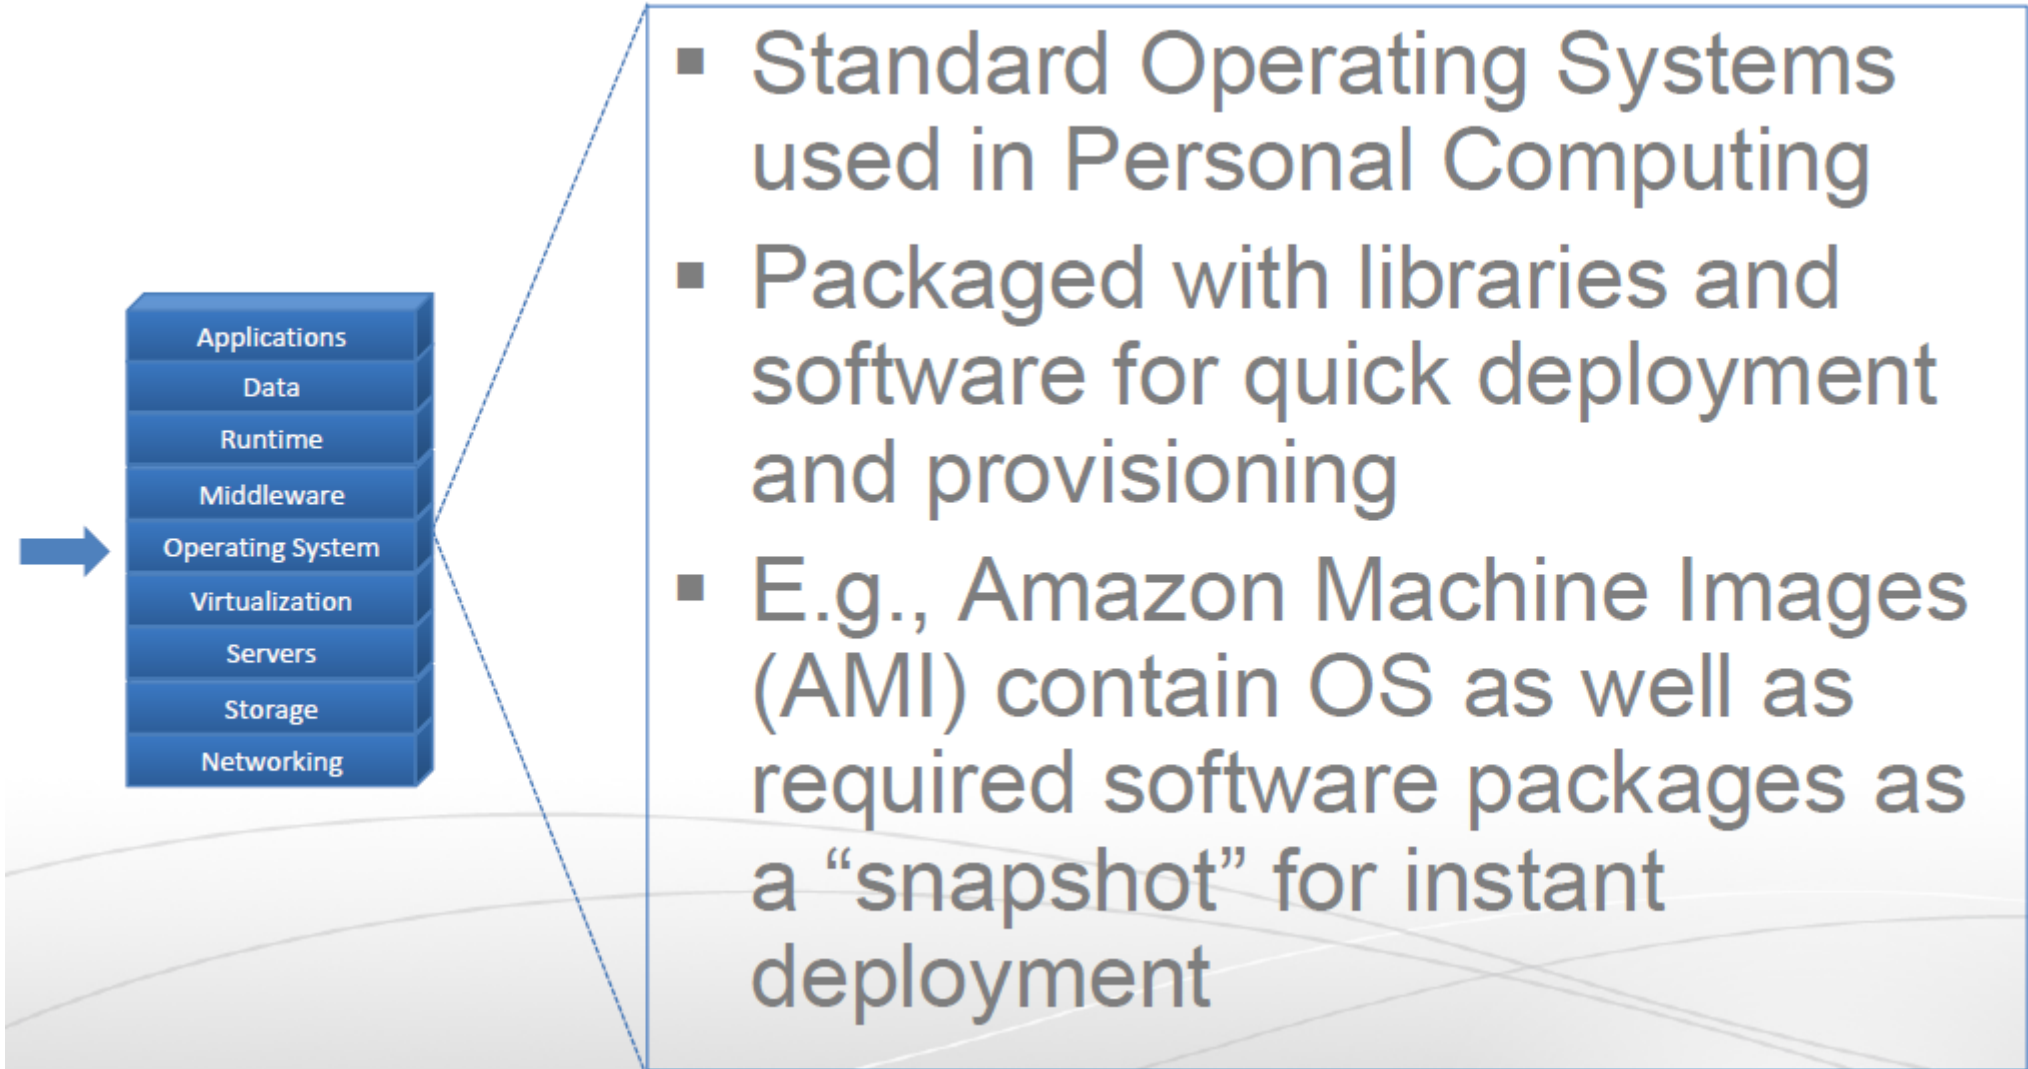 Applications
Data
Runtime
Middleware
Operating System
Virtualization
Servers
Storage
Networking
▪ Standard Operating Systems
used in Personal Computing
▪ Packaged with libraries and
software for quick deployment
and provisioning
▪ E.g., Amazon Machine Images
(AMI) contain OS as well as
required software packages as
a “snapshot” for instant
deployment